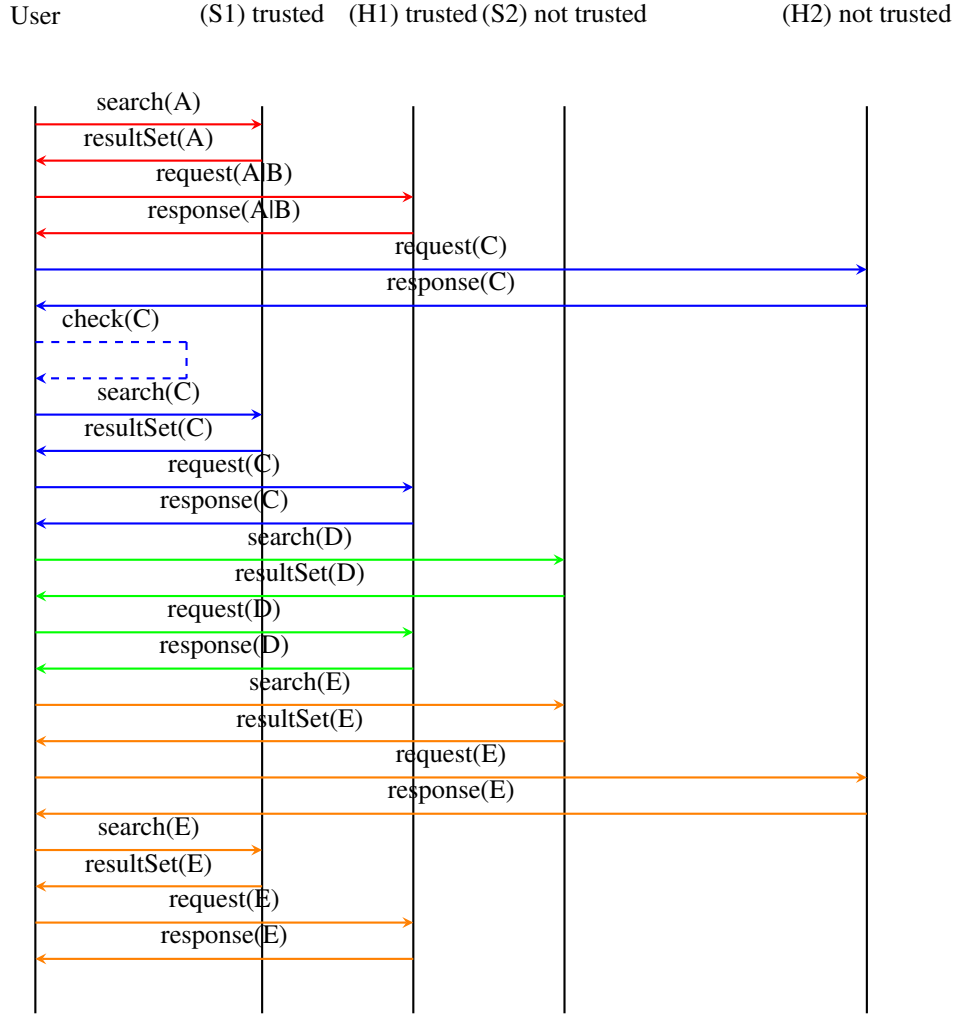 User (S1) trusted (H1) trusted (S2) not trusted (H2) not trusted
search(A)
resultSet(A)
request(A|B)
response(A|B)
request(C)
response(C)
check(C)
search(C)
resultSet(C)
request(C)
response(C)
search(D)
resultSet(D)
request(D)
response(D)
search(E)
resultSet(E)
request(E)
response(E)
search(E)
resultSet(E)
request(E)
response(E)